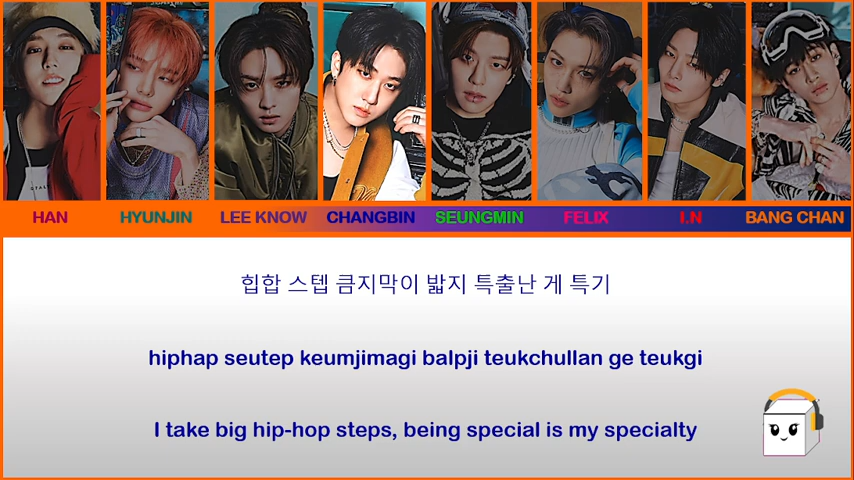 HAN HYUNJIN LEE KNOW CHANGBIN SEUNGMIN FELIX I.N BANG CHAN
힙합 스텝 큼지막이 밟지 특출난 게 특기
hiphap seutep keumjimagi balpji teukchullan ge teukgi
I take big hip-hop steps, being special is my specialty